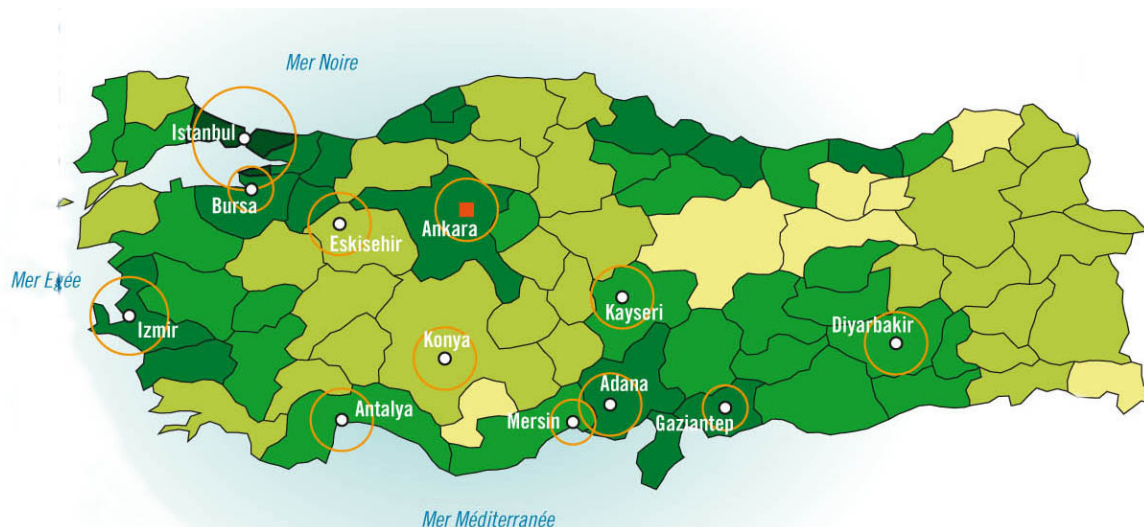 Mer Noire
Istanbul
Bursa
Eskisehir
Ankara
Mer Egée
Izmir
Kayseri
Konya
Diyarbakir
Adana
Antalya
Mersin
Gaziantep
Mer Méditerranée